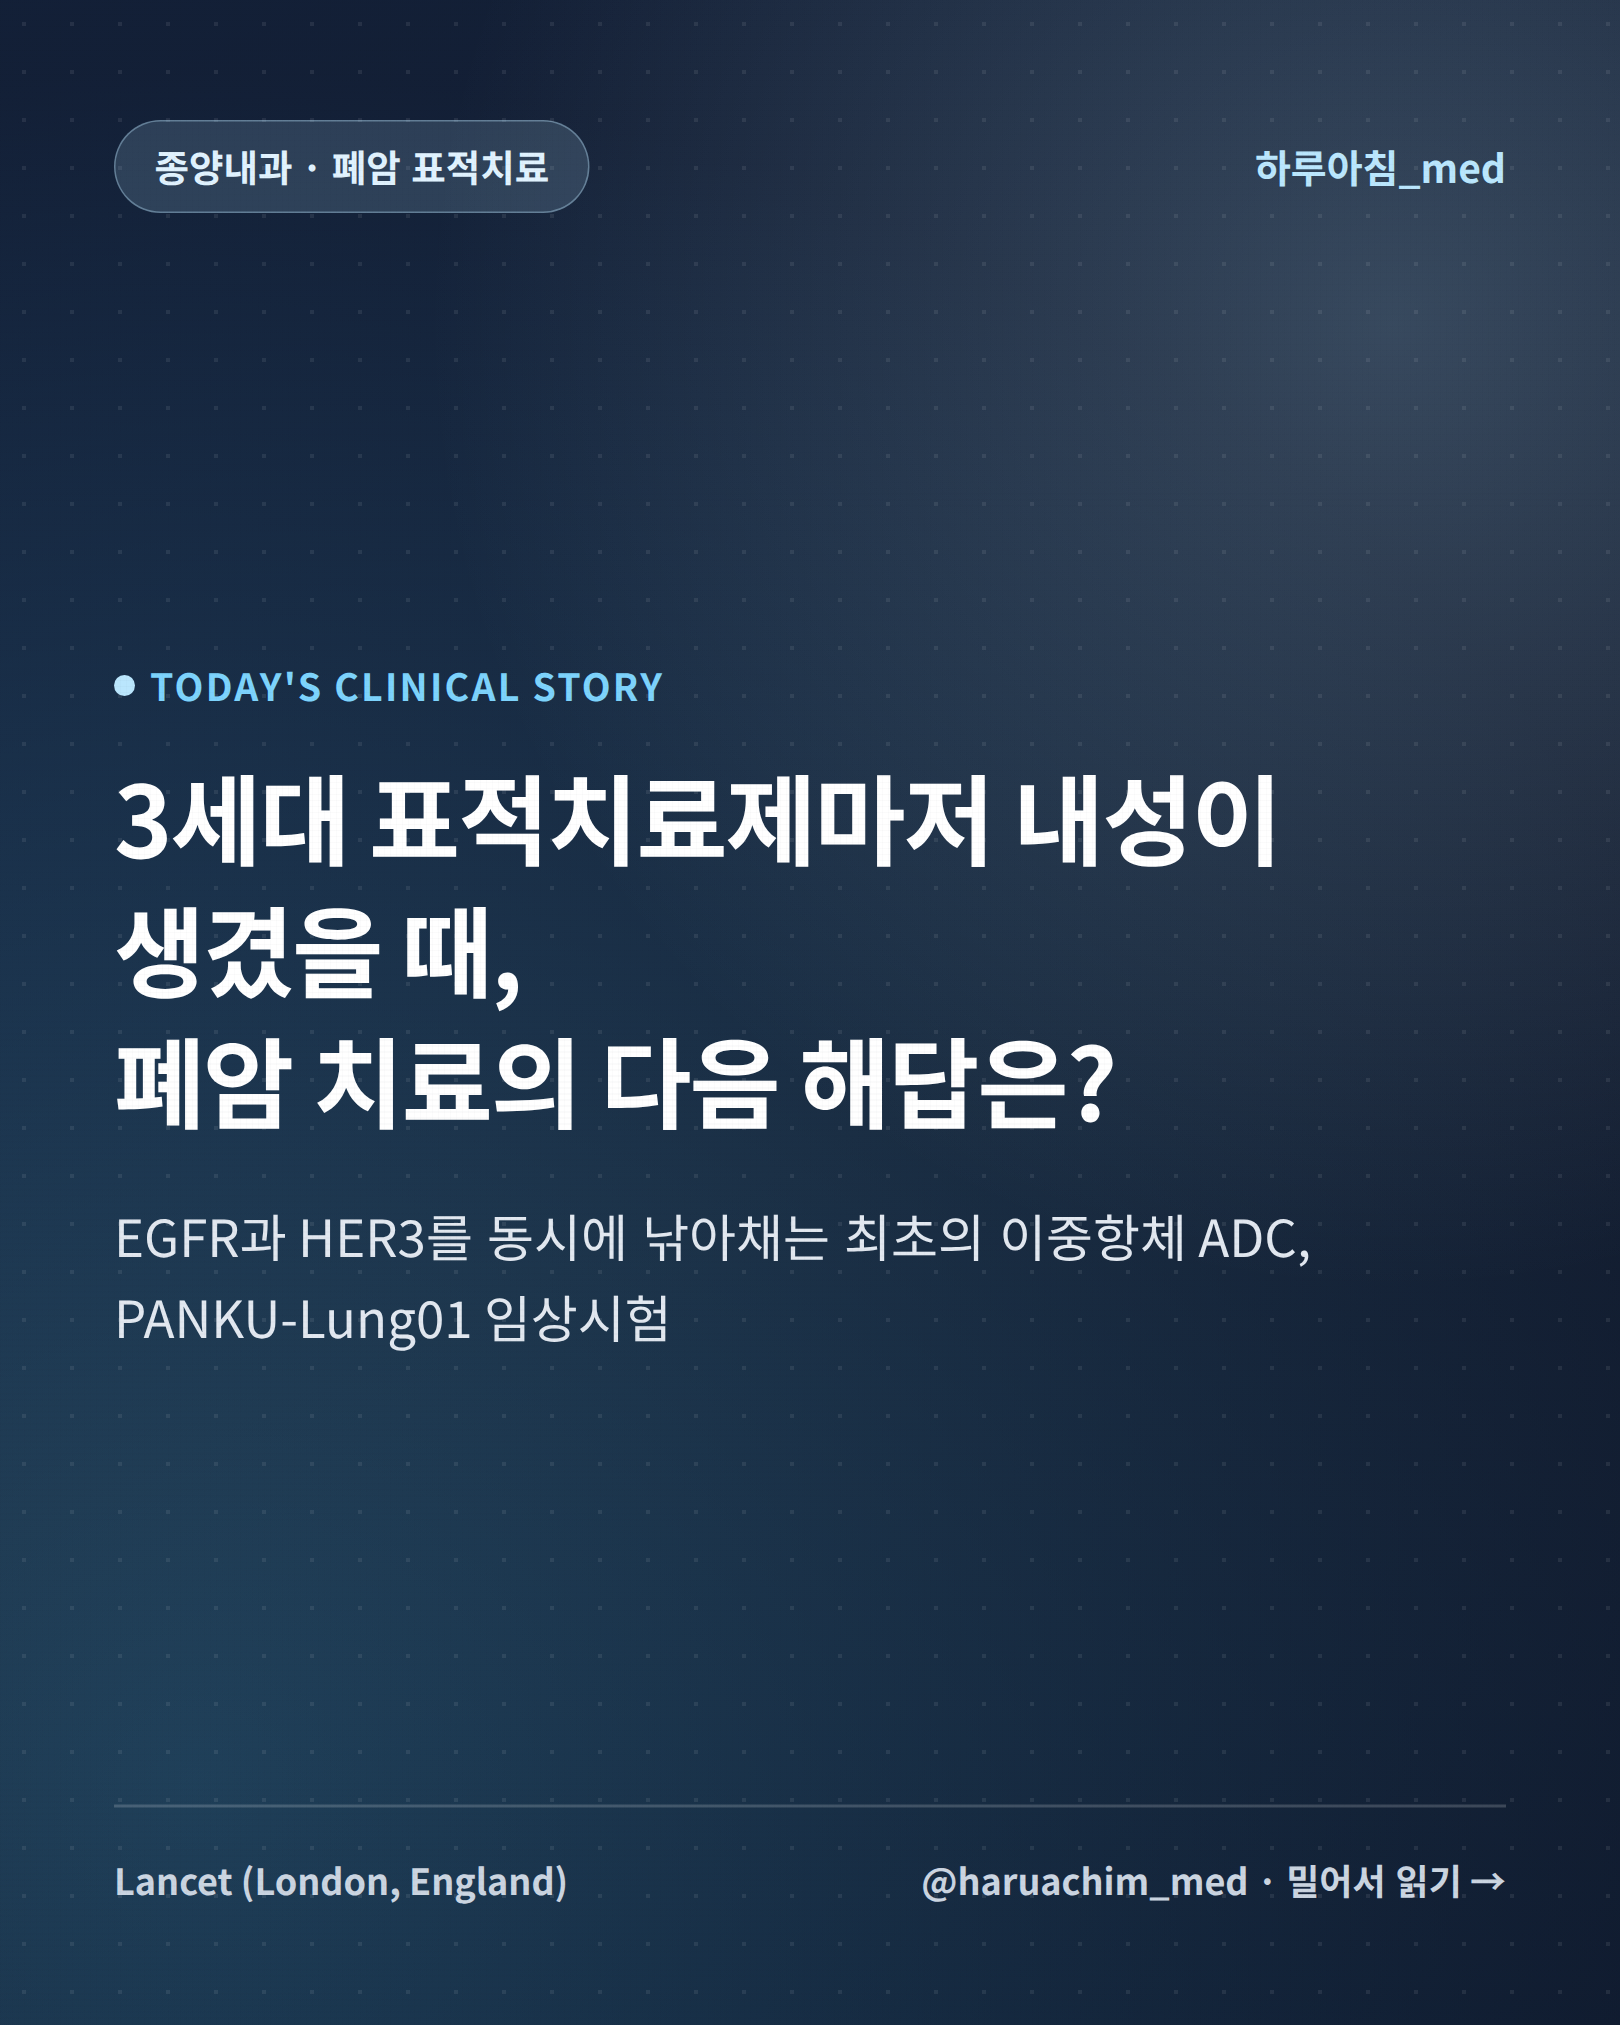 종양내과 · 폐암 표적치료
하루아침_med
TODAY'S CLINICAL STORY
3세대 표적치료제마저 내성이
생겼을 때,
폐암 치료의 다음 해답은?
EGFR과 HER3를 동시에 낚아채는 최초의 이중항체 ADC,
PANKU-Lung01 임상시험
Lancet (London, England)
@haruachim_med · 밀어서 읽기 →